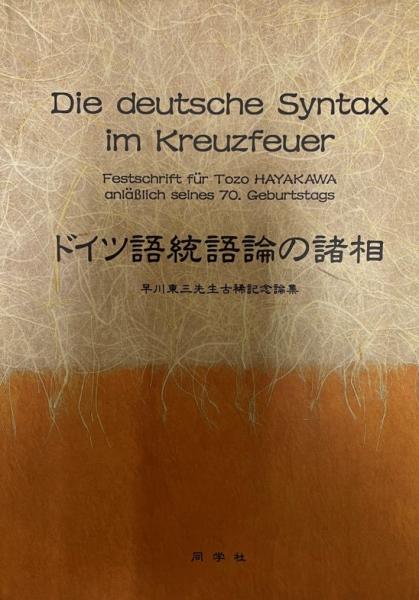 Die deutsche Syntax
im Kreuzfeuer
Festschrift für Tozo HAYAKAWA
anläßlich seines 70. Geburtstags
ドイツ語統語論の諸相
早川東三先生古稀記念論集
同学社